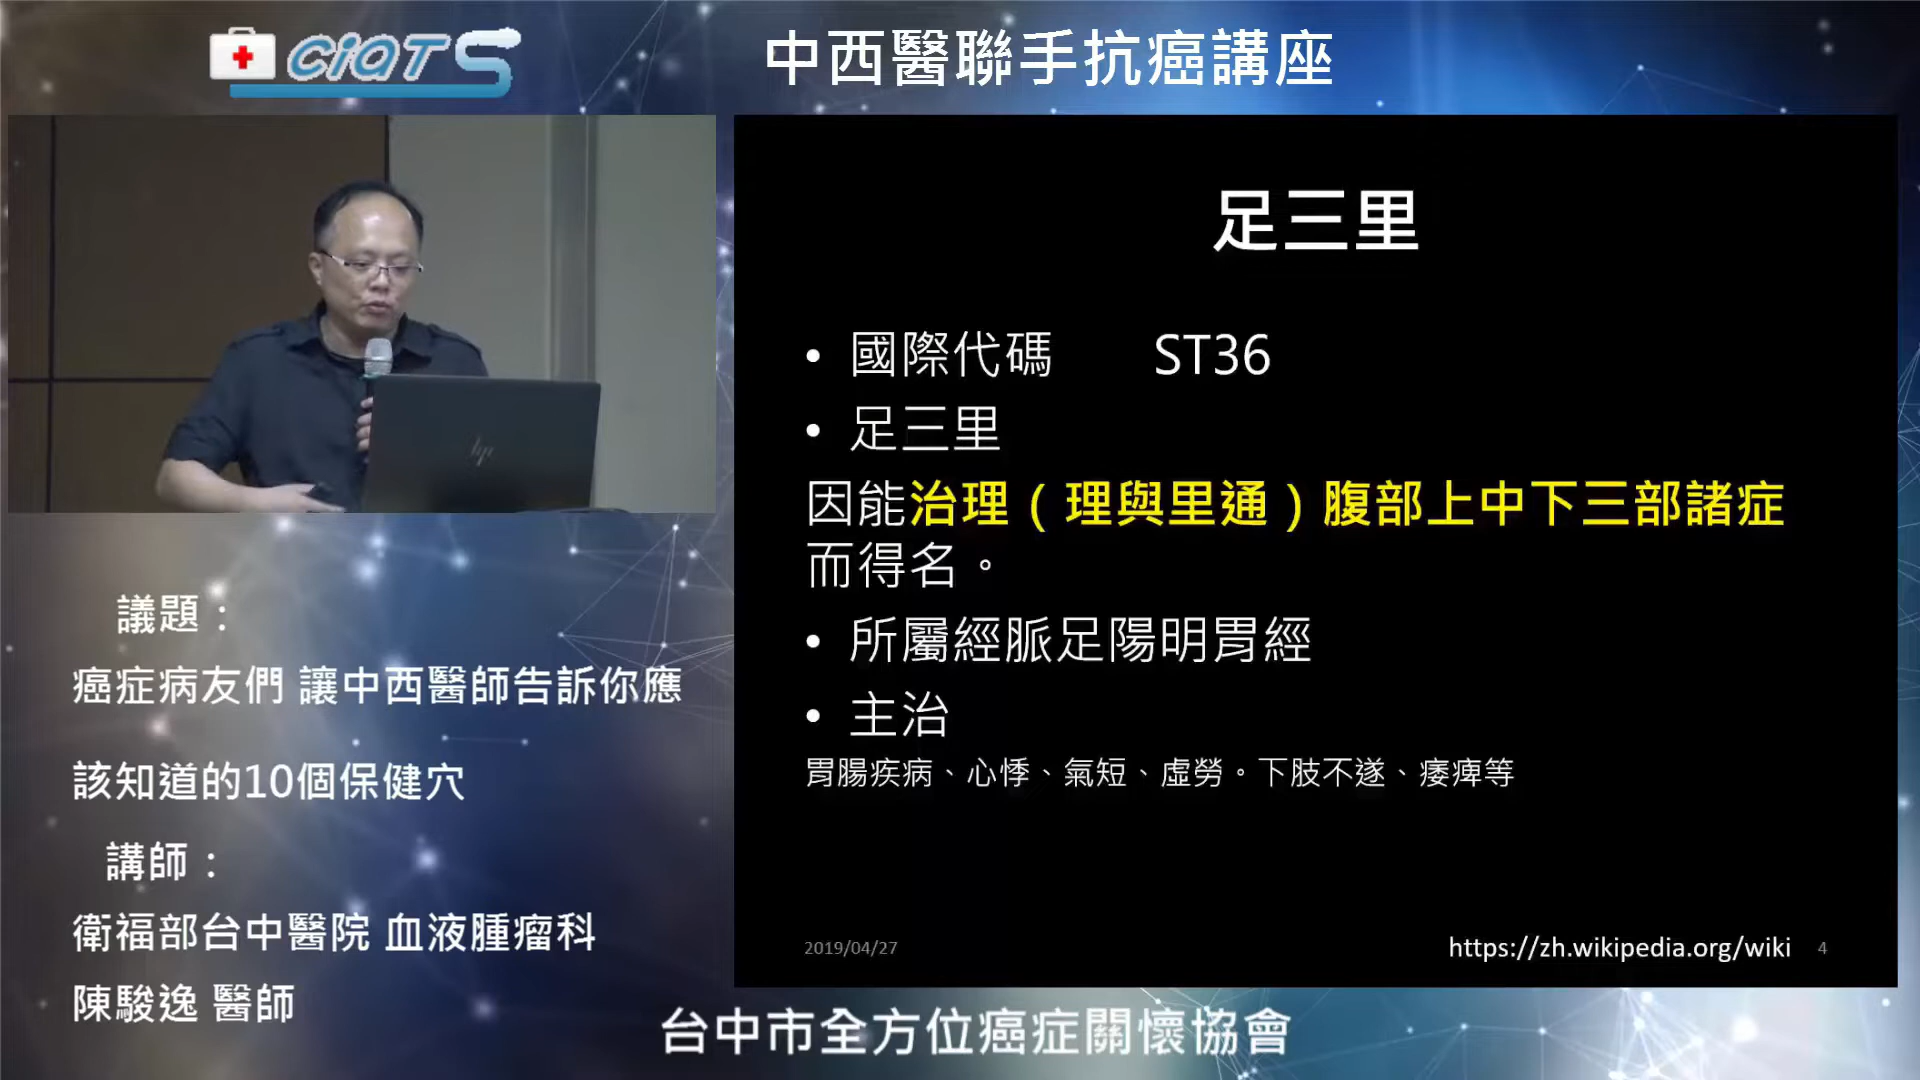 CiQTS
中西醫聯手抗癌講座
足三里
• 國際代碼 ST36
• 足三里
因能治理（理與里通）腹部上中下三部諸症
而得名。
• 所屬經脈足陽明胃經
• 主治
胃腸疾病、心悸、氣短、虛勞。下肢不遂、痿痺等
2019/04/27
https://zh.wikipedia.org/wiki
4
hp
議題：
癌症病友們 讓中西醫師告訴你應
該知道的10個保健穴
講師：
衛福部台中醫院 血液腫瘤科
陳駿逸 醫師
台中市全方位癌症關懷協會